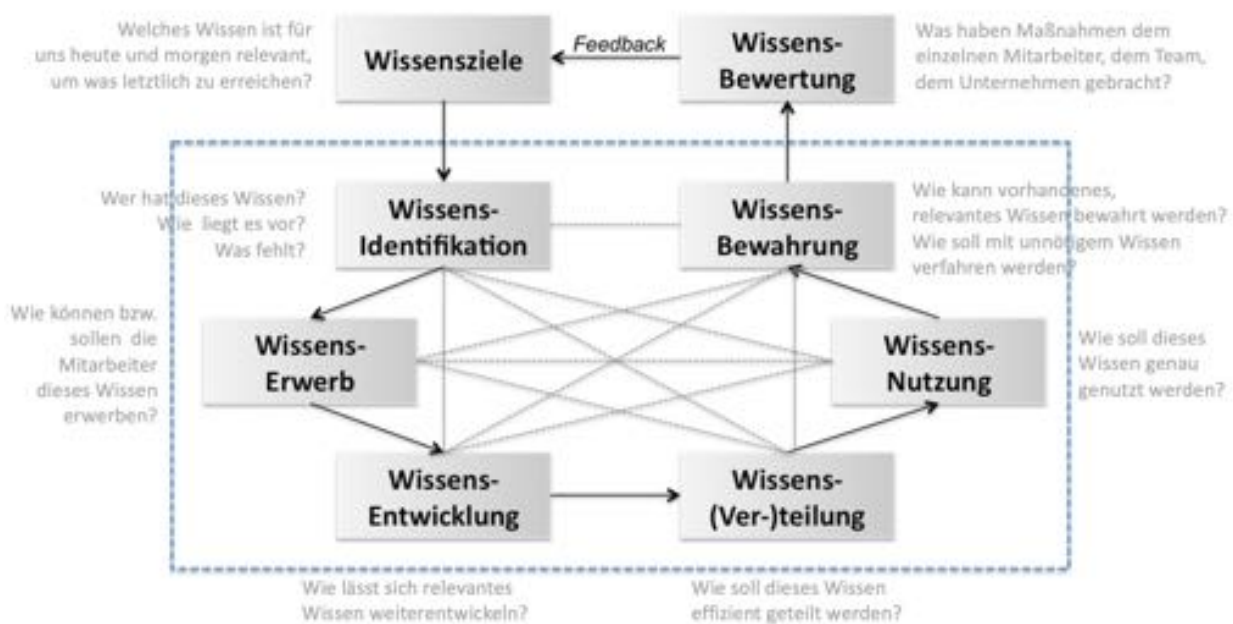 Welches Wissen ist für
uns heute und morgen relevant,
um was letztlich zu erreichen?
Wissensziele
Feedback
Wissens-
Bewertung
Was haben Maßnahmen dem
einzelnen Mitarbeiter, dem Team,
dem Unternehmen gebracht?
Wer hat dieses Wissen?
Wie liegt es vor?
Was fehlt?
Wissens-
Identifikation
Wissens-
Bewahrung
Wie kann vorhandenes,
relevantes Wissen bewahrt werden?
Wie soll mit unnötigem Wissen
verfahren werden?
Wie können bzw.
sollen die
Mitarbeiter
dieses Wissen
erwerben?
Wissens-
Erwerb
Wissens-
Nutzung
Wie soll dieses
Wissen genau
genutzt werden?
Wissens-
Entwicklung
Wissens-
(Ver-)teilung
Wie lässt sich relevantes
Wissen weiterentwickeln?
Wie soll dieses Wissen
effizient geteilt werden?